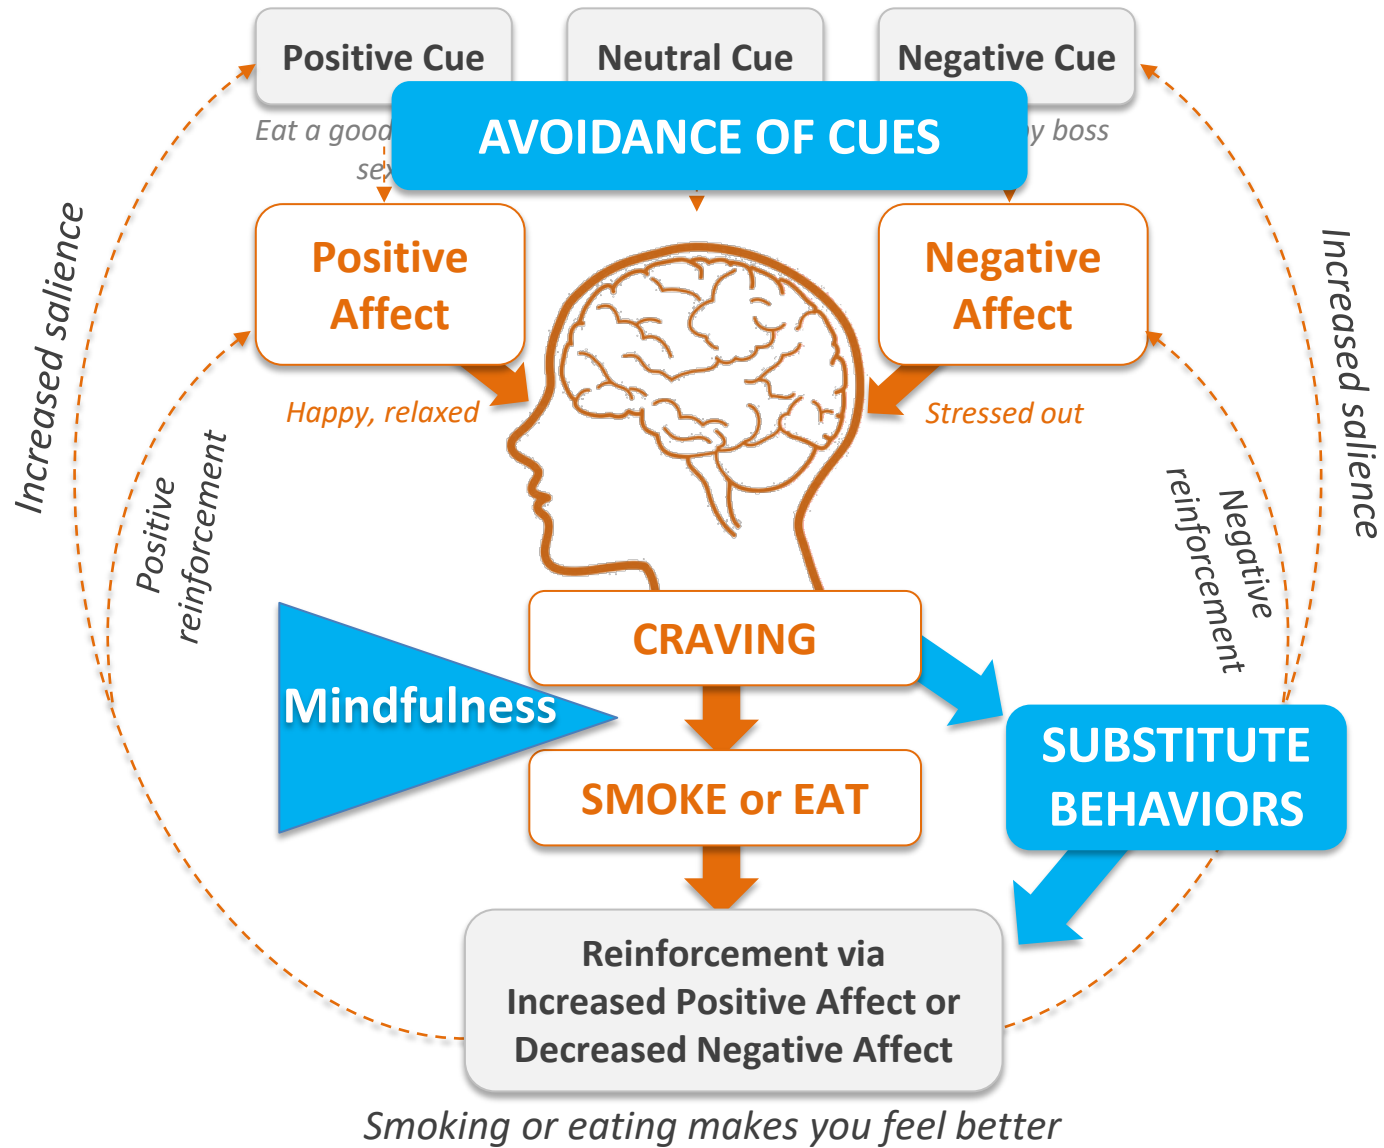 Positive Cue
Neutral Cue
Negative Cue
AVOIDANCE OF CUES
Eat a good
boss
Positive
Affect
Negative
Affect
Happy, relaxed
Stressed out
Increased salience
Increased salience
Positive
reinforcement
Negative
reinforcement
CRAVING
Mindfulness
SMOKE or EAT
SUBSTITUTE
BEHAVIORS
Reinforcement via
Increased Positive Affect or
Decreased Negative Affect
Smoking or eating makes you feel better